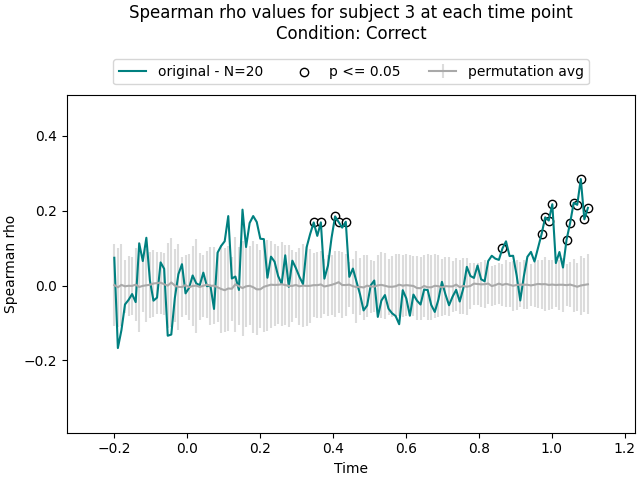 Spearman rho values for subject 3 at each time point
Condition: Correct
original - N=20 p <= 0.05 permutation avg
Spearman rho
0.4
0.2
0.0
−0.2
−0.2 0.0 0.2 0.4 0.6 0.8 1.0 1.2
Time